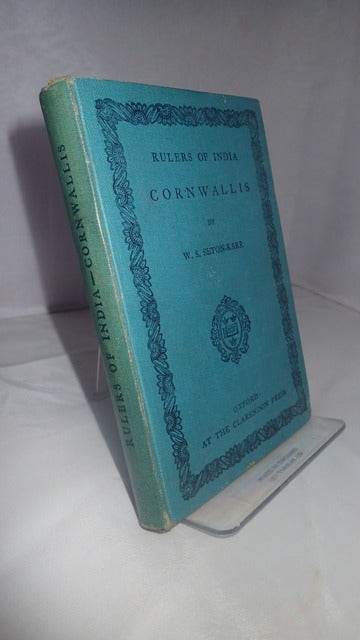 RULERS OF INDIA
CORNWALLIS
BY
W. S. SETON-KARR
OXFORD
AT THE CLARENDON PRESS
RULERS OF INDIA—CORNWALLIS